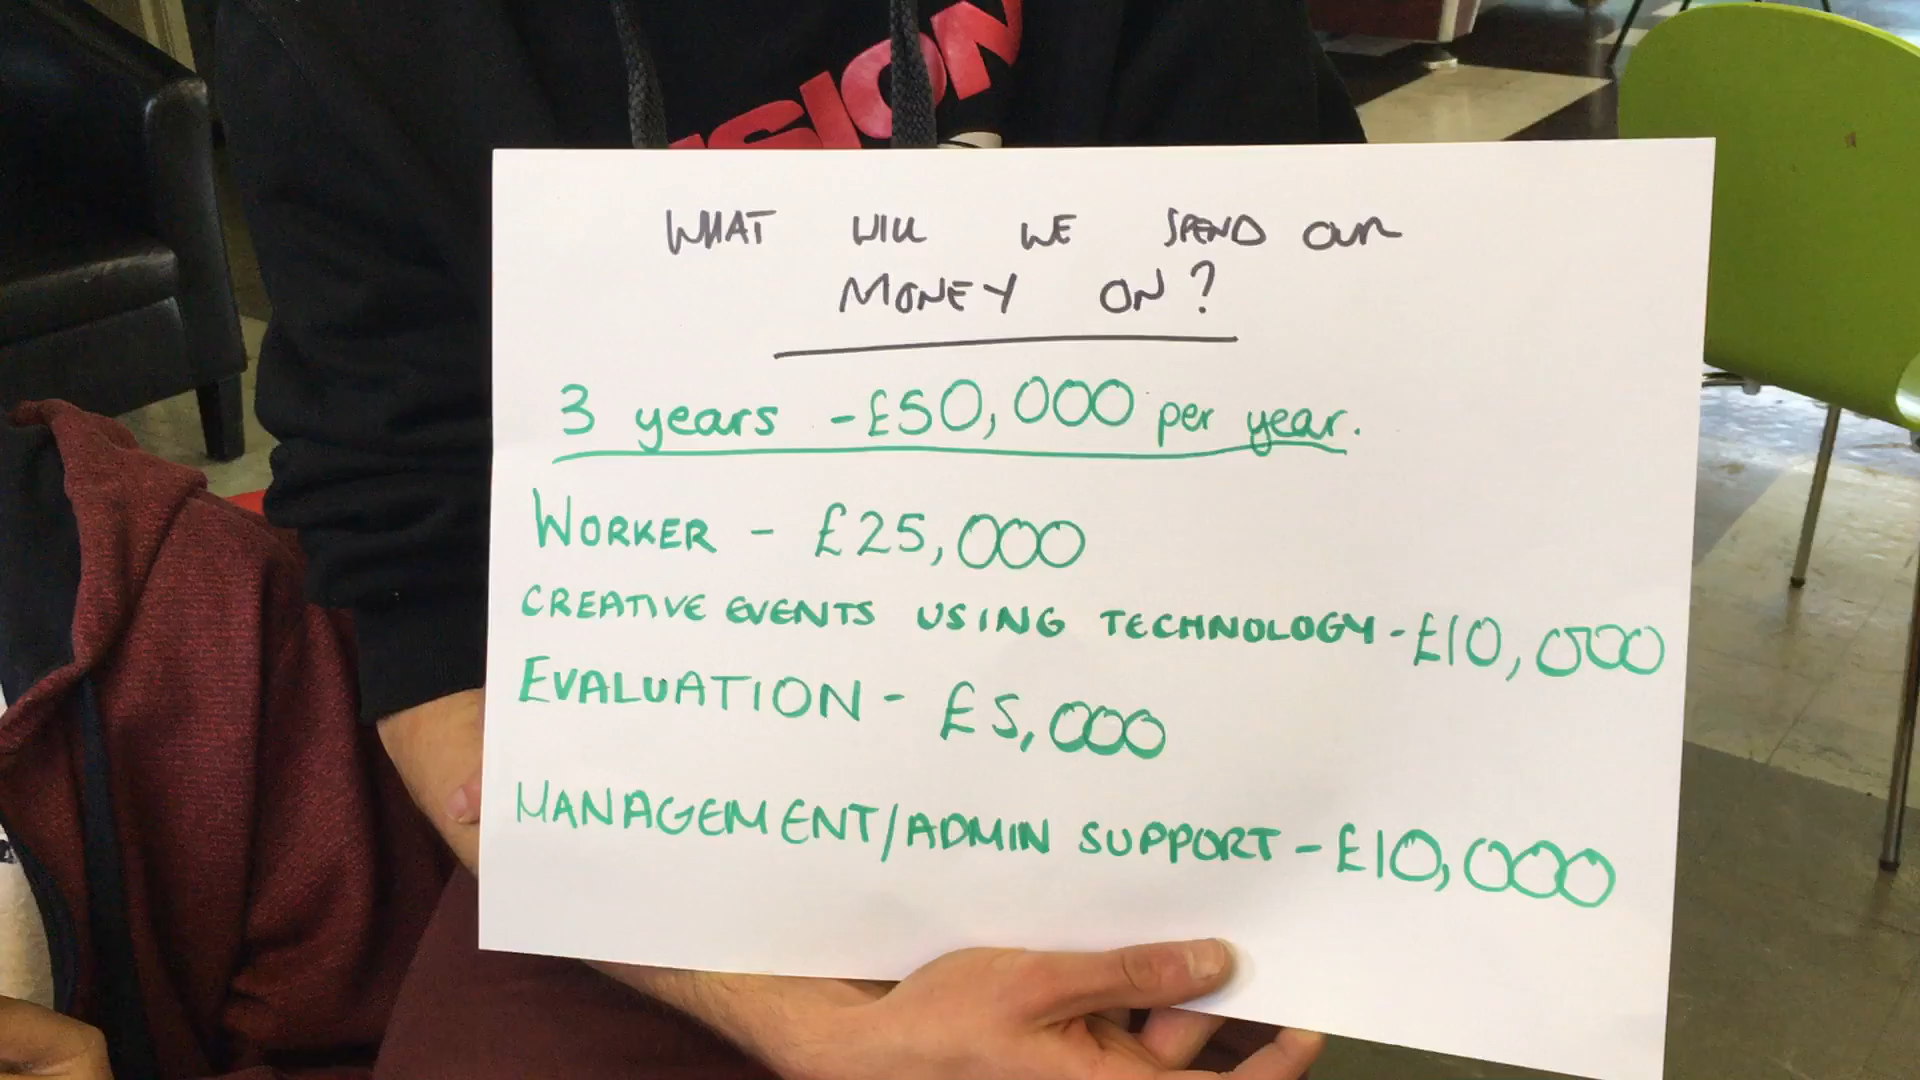 SION
WHAT WILL WE SPEND OUR
MONEY ON?
3 years - £50,000 per year.
WORKER - £25,000
CREATIVE EVENTS USING TECHNOLOGY - £10,000
EVALUATION - £5,000
MANAGEMENT/ADMIN SUPPORT - £10,000